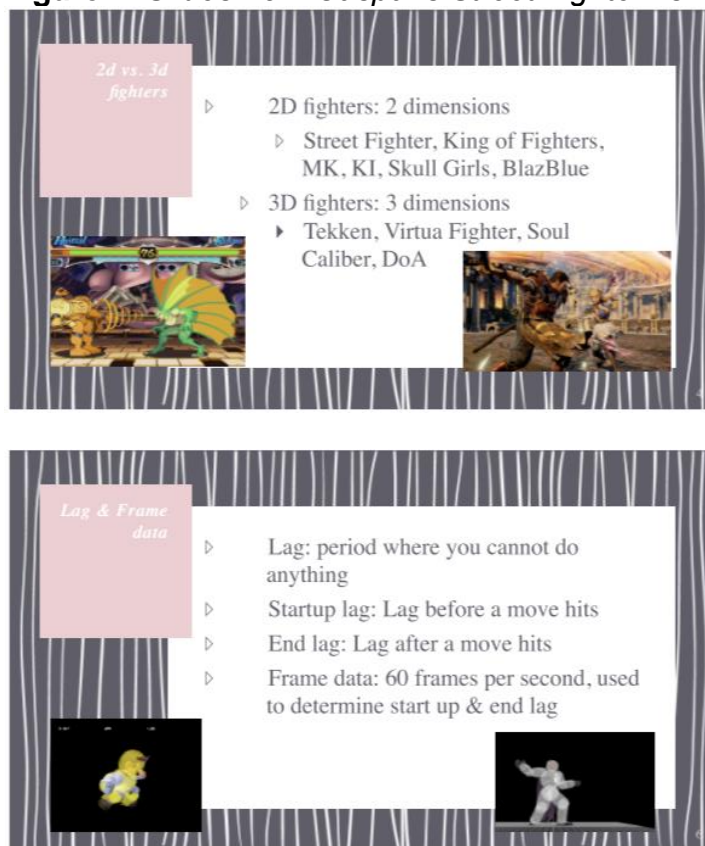 2d vs. 3d
fighters
2D fighters: 2 dimensions
Street Fighter, King of Fighters,
MK, KI, Skull Girls, BlazBlue
3D fighters: 3 dimensions
Tekken, Virtua Fighter, Soul
Caliber, DoA
76
4
Lag & Frame
data
Lag: period where you cannot do
anything
Startup lag: Lag before a move hits
End lag: Lag after a move hits
Frame data: 60 frames per second, used
to determine start up & end lag
6